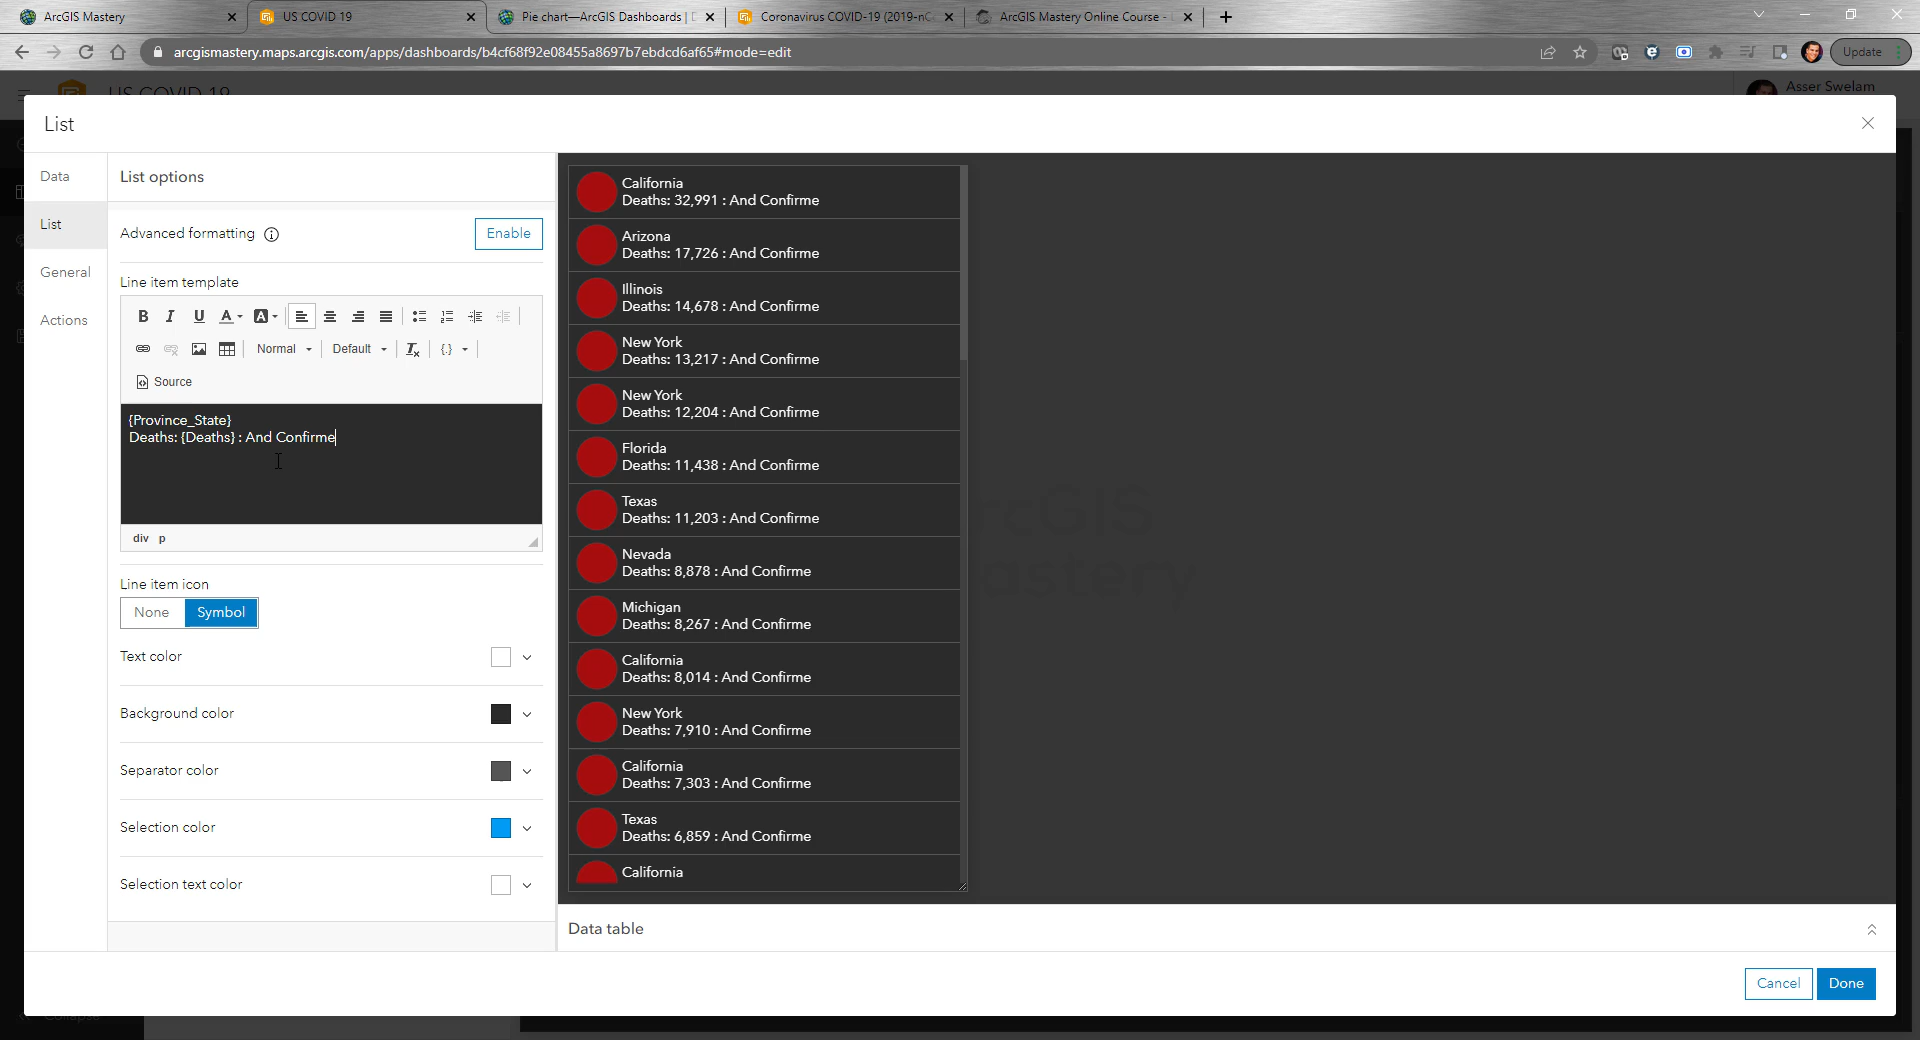 ArcGIS Mastery
US COVID 19
Pie chart—ArcGIS Dashboards |
Coronavirus COVID-19 (2019-nC
ArcGIS Mastery Online Course -
arcgismastery.maps.arcgis.com/apps/dashboards/b4cf68f92e08455a8697b7ebdcd6af65#mode=edit
Update
US COVID 19
Asser Swelam
List
Data
List
General
Actions
List options
Advanced formatting
Enable
Line item template
B I U A A
Normal
Default
{.}
Source
{Province_State}
Deaths: {Deaths} : And Confirme
div p
Line item icon
None
Symbol
Text color
Background color
Separator color
Selection color
Selection text color
California
Deaths: 32,991 : And Confirme
Arizona
Deaths: 17,726 : And Confirme
Illinois
Deaths: 14,678 : And Confirme
New York
Deaths: 13,217 : And Confirme
New York
Deaths: 12,204 : And Confirme
Florida
Deaths: 11,438 : And Confirme
Texas
Deaths: 11,203 : And Confirme
Nevada
Deaths: 8,878 : And Confirme
Michigan
Deaths: 8,267 : And Confirme
California
Deaths: 8,014 : And Confirme
New York
Deaths: 7,910 : And Confirme
California
Deaths: 7,303 : And Confirme
Texas
Deaths: 6,859 : And Confirme
California
rcGIS
astery
Data table
Cancel
Done
Collapse